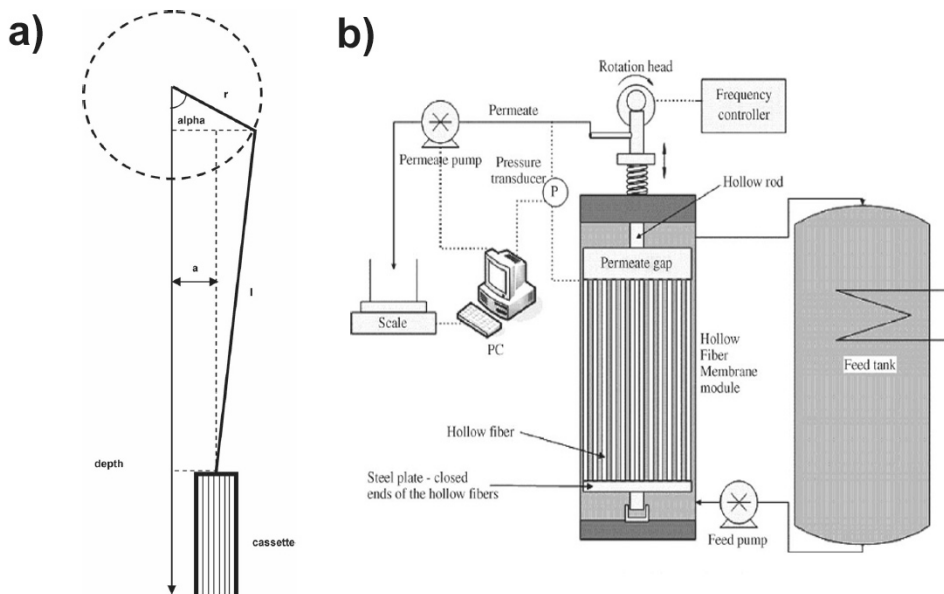 a)
r
alpha
a
l
depth
cassette
b)
Rotation head
Frequency
controller
Permeate
Permeate pump
Pressure
transducer
P
Hollow rod
Permeate gap
Scale
PC
Hollow
Fiber
Membrane
module
Feed tank
Hollow fiber
Steel plate - closed
ends of the hollow fibers
Feed pump